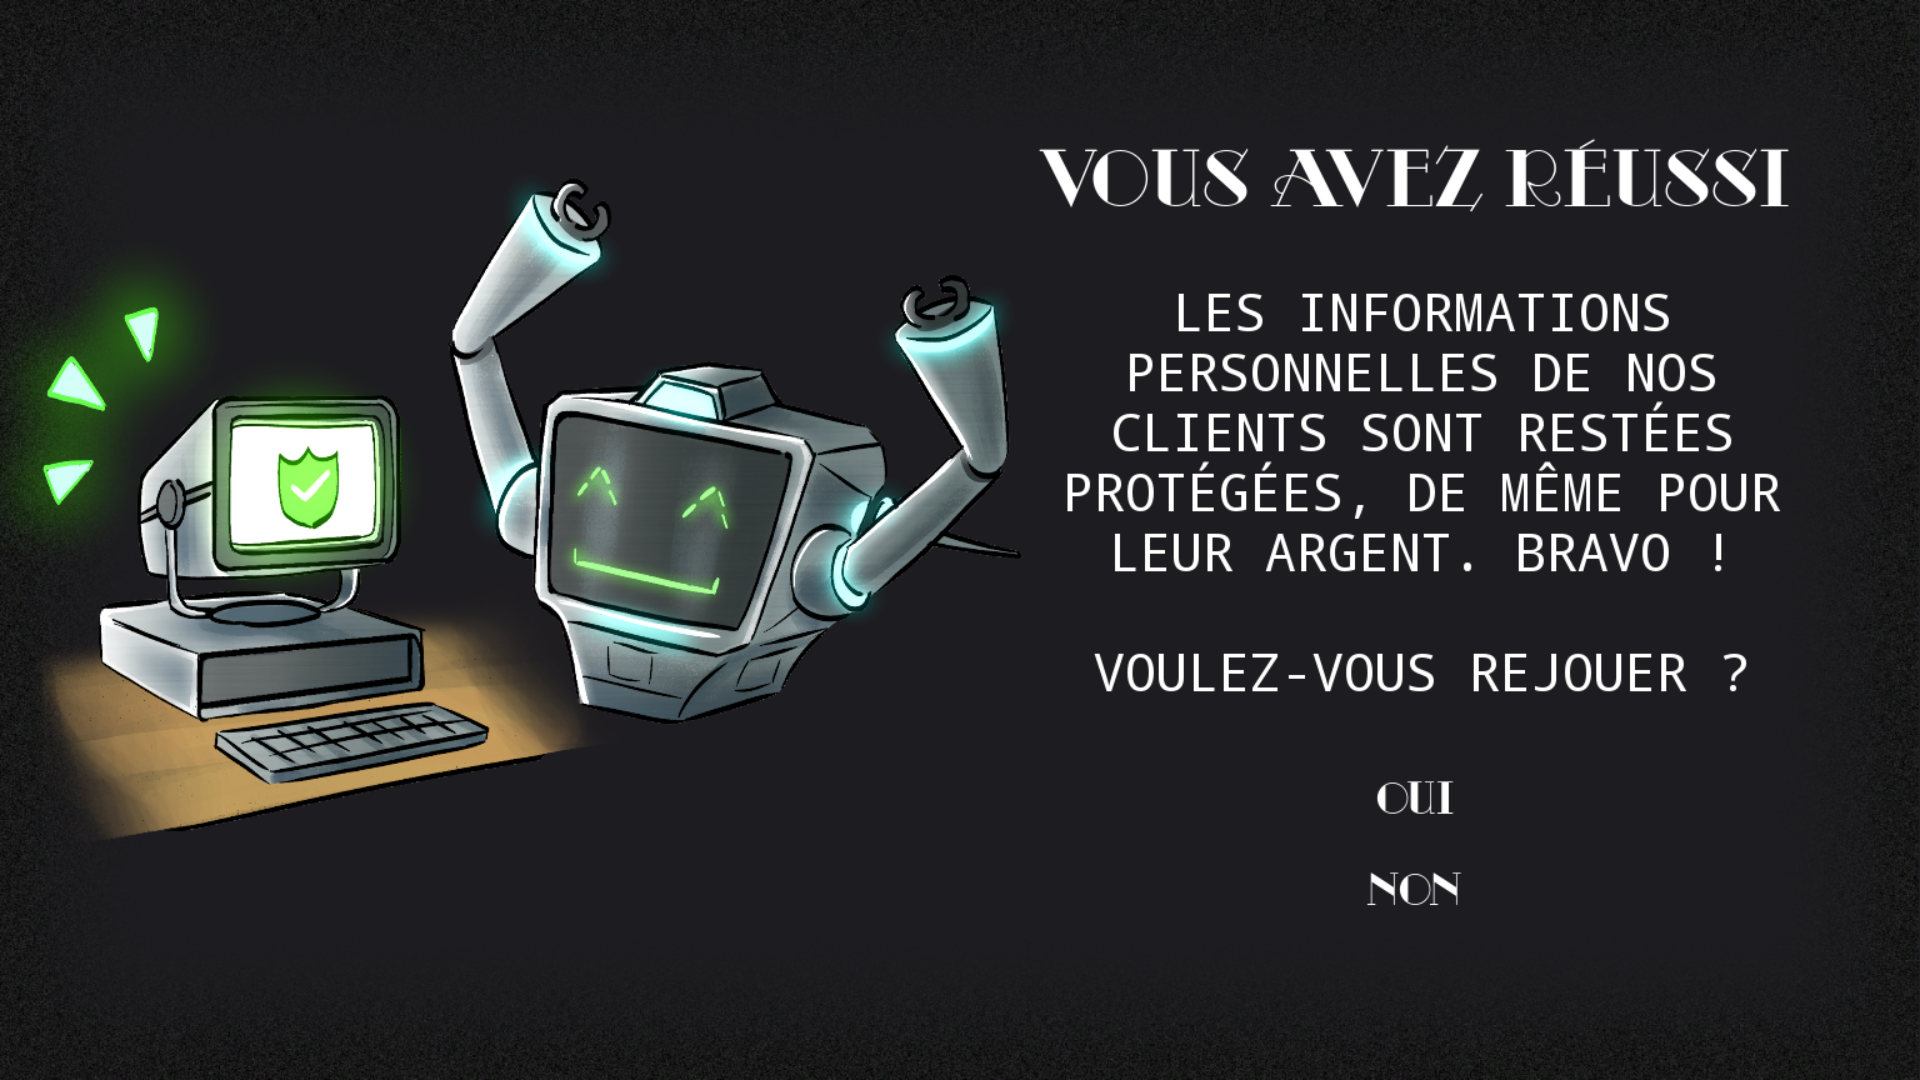 VOUS AVEZ RÉUSSI
LES INFORMATIONS
PERSONNELLES DE NOS
CLIENTS SONT RESTÉES
PROTÉGÉES, DE MÊME POUR
LEUR ARGENT. BRAVO !
VOULEZ-VOUS REJOUER ?
OUI
NON